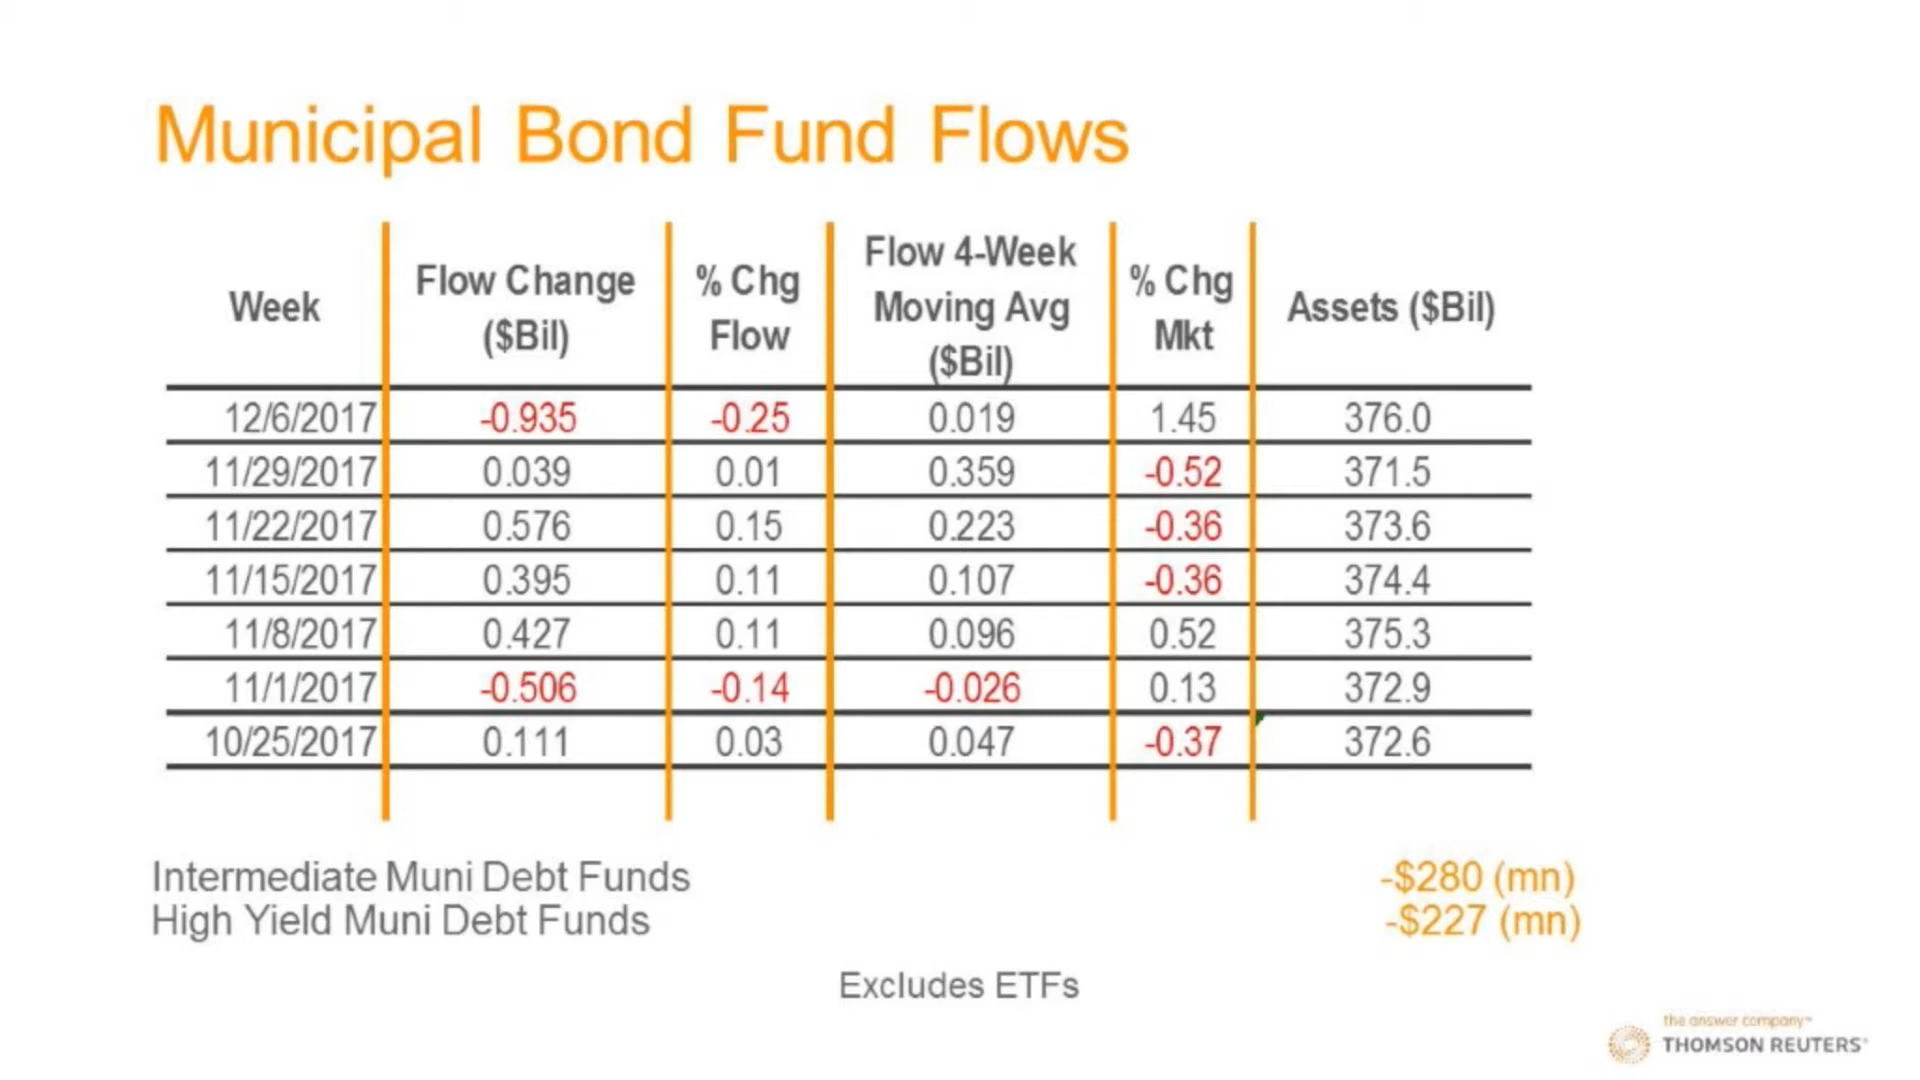 Municipal Bond Fund Flows
Week Flow Change ($Bil) % Chg Flow Flow 4-Week Moving Avg ($Bil) % Chg Mkt Assets ($Bil)
12/6/2017 -0.935 -0.25 0.019 1.45 376.0
11/29/2017 0.039 0.01 0.359 -0.52 371.5
11/22/2017 0.576 0.15 0.223 -0.36 373.6
11/15/2017 0.395 0.11 0.107 -0.36 374.4
11/8/2017 0.427 0.11 0.096 0.52 375.3
11/1/2017 -0.506 -0.14 -0.026 0.13 372.9
10/25/2017 0.111 0.03 0.047 -0.37 372.6
Intermediate Muni Debt Funds -$280 (mn)
High Yield Muni Debt Funds -$227 (mn)
Excludes ETFs
the answer company™
THOMSON REUTERS®